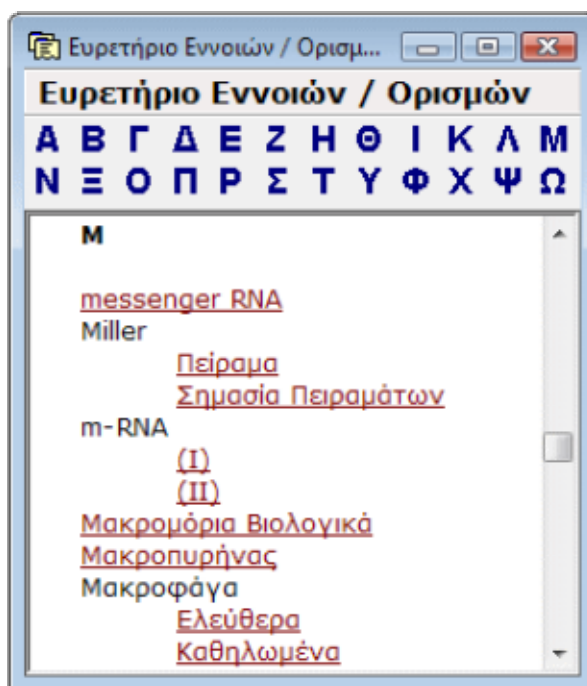 Ευρετήριο Εννοιών / Ορισμ...
Ευρετήριο Εννοιών / Ορισμών
Α Β Γ Δ Ε Ζ Η Θ Ι Κ Λ Μ
Ν Ξ Ο Π Ρ Σ Τ Υ Φ Χ Ψ Ω
Μ
messenger RNA
Miller
Πείραμα
Σημασία Πειραμάτων
m-RNA
(I)
(II)
Μακρομόρια Βιολογικά
Μακροπυρήνας
Μακροφάγα
Ελεύθερα
Καθηλωμένα